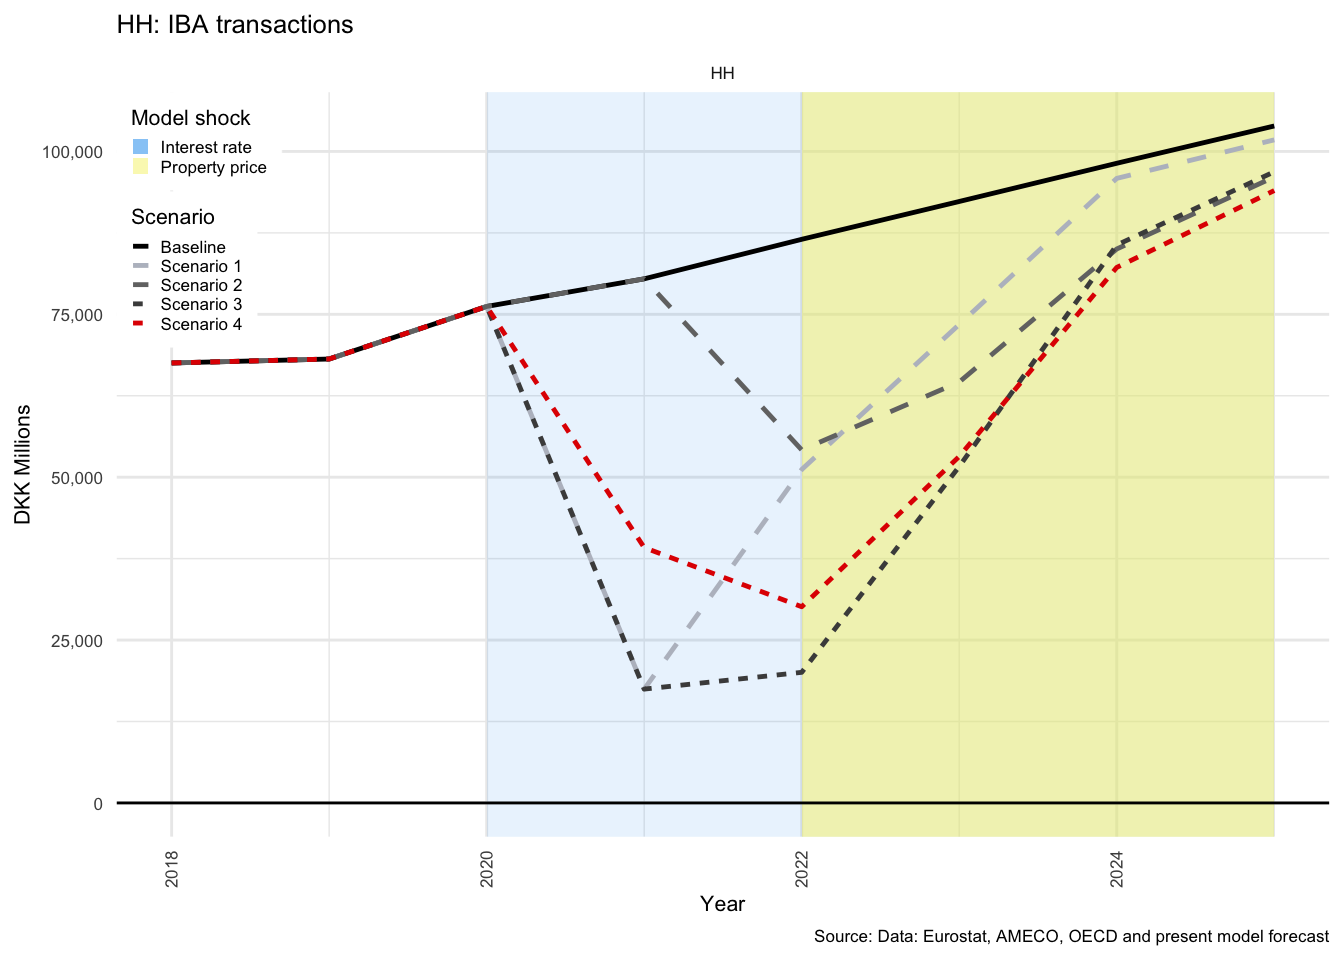 HH: IBA transactions
HH
Model shock
Interest rate
Property price
Scenario
Baseline
Scenario 1
Scenario 2
Scenario 3
Scenario 4
100,000
75,000
50,000
25,000
0
DKK Millions
2018
2020
2022
2024
Year
Source: Data: Eurostat, AMECO, OECD and present model forecast